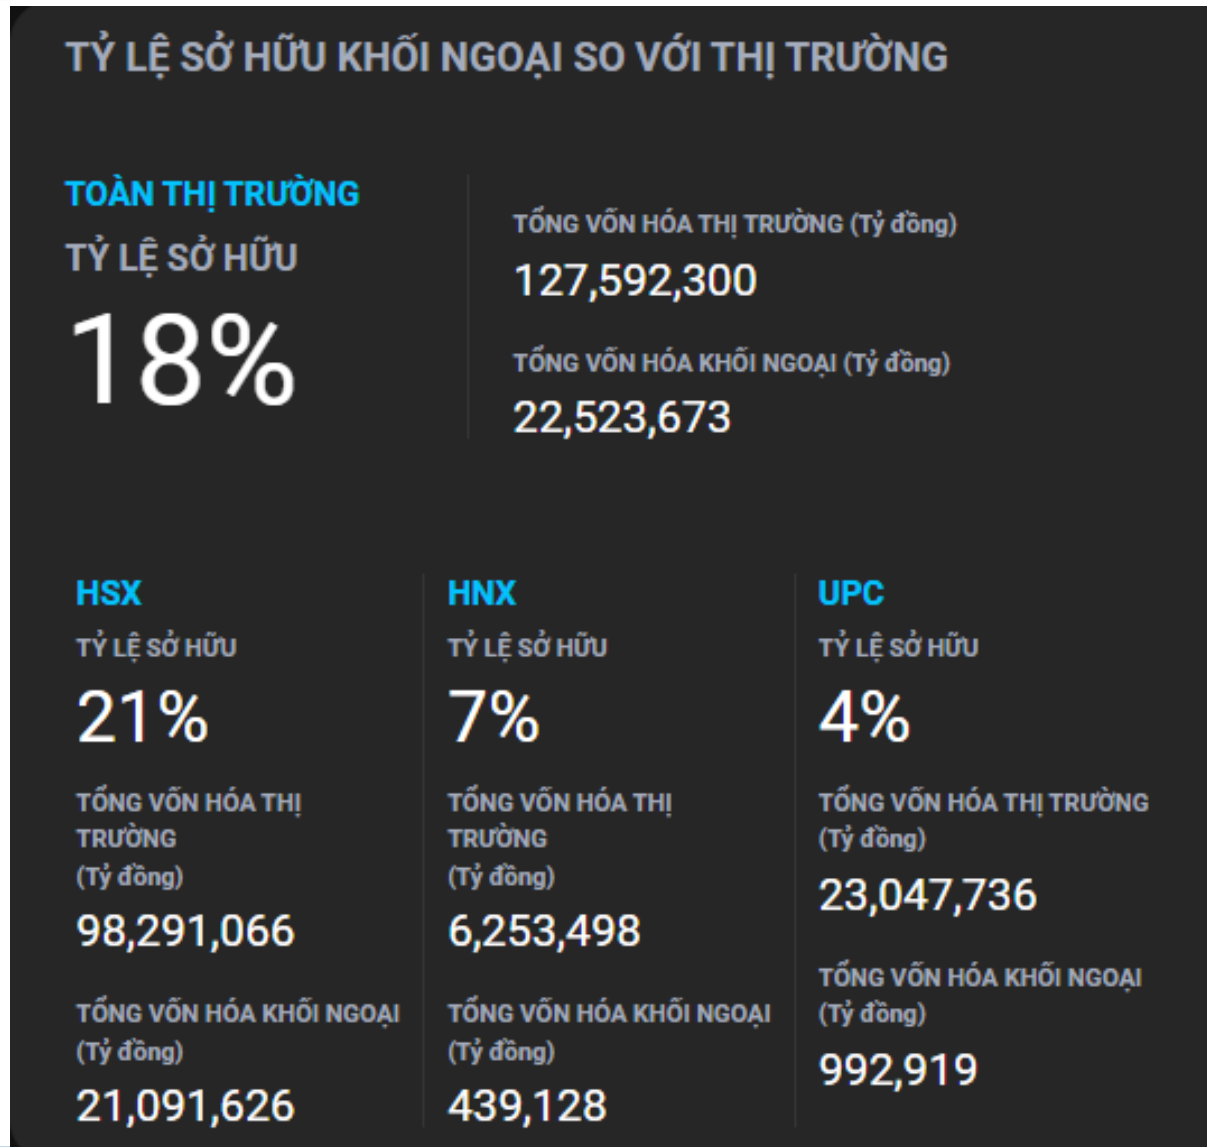 TỶ LỆ SỞ HỮU KHỐI NGOẠI SO VỚI THỊ TRƯỜNG
TOÀN THỊ TRƯỜNG
TỶ LỆ SỞ HỮU
18%
TỔNG VỐN HÓA THỊ TRƯỜNG (Tỷ đồng)
127,592,300
TỔNG VỐN HÓA KHỐI NGOẠI (Tỷ đồng)
22,523,673
HSX
TỶ LỆ SỞ HỮU
21%
TỔNG VỐN HÓA THỊ
TRƯỜNG
(Tỷ đồng)
98,291,066
TỔNG VỐN HÓA KHỐI NGOẠI
(Tỷ đồng)
21,091,626
HNX
TỶ LỆ SỞ HỮU
7%
TỔNG VỐN HÓA THỊ
TRƯỜNG
(Tỷ đồng)
6,253,498
TỔNG VỐN HÓA KHỐI NGOẠI
(Tỷ đồng)
439,128
UPC
TỶ LỆ SỞ HỮU
4%
TỔNG VỐN HÓA THỊ TRƯỜNG
(Tỷ đồng)
23,047,736
TỔNG VỐN HÓA KHỐI NGOẠI
(Tỷ đồng)
992,919